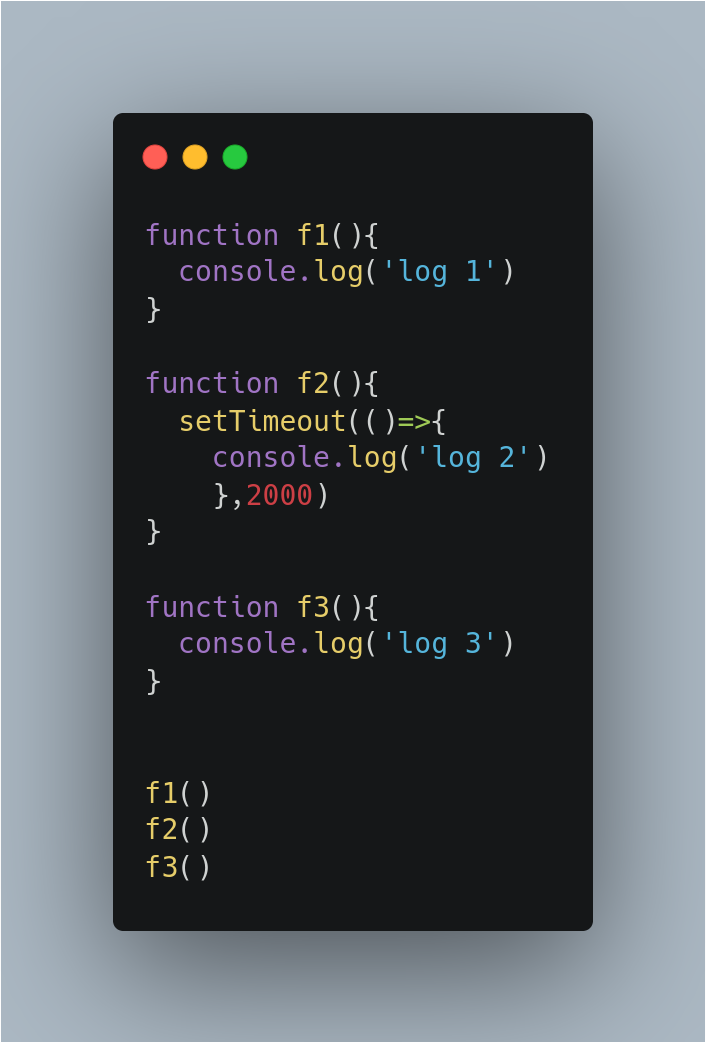 function f1(){
  console.log('log 1')
}
function f2(){
  setTimeout(()=>{
    console.log('log 2')
    },2000)
}
function f3(){
  console.log('log 3')
}
f1()
f2()
f3()